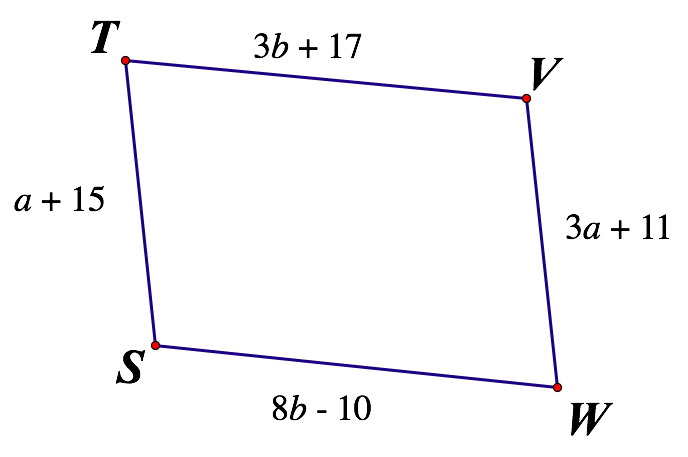 T
3b + 17
V
a + 15
3a + 11
S
8b - 10
W